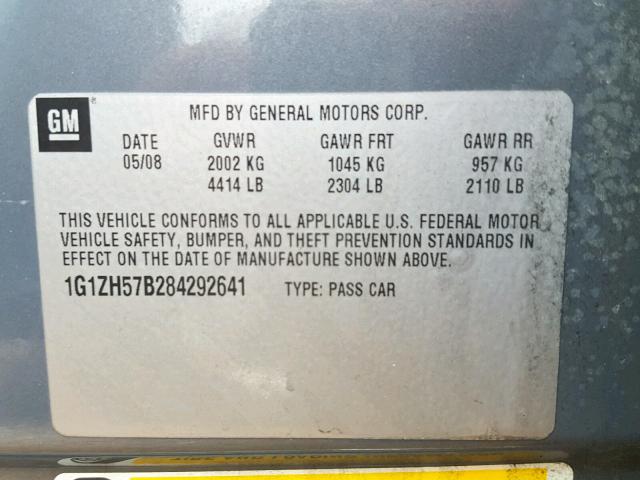 GM ®
MFD BY GENERAL MOTORS CORP.
DATE GVWR GAWR FRT GAWR RR
05/08 2002 KG 1045 KG 957 KG
4414 LB 2304 LB 2110 LB
THIS VEHICLE CONFORMS TO ALL APPLICABLE U.S. FEDERAL MOTOR
VEHICLE SAFETY, BUMPER, AND THEFT PREVENTION STANDARDS IN
EFFECT ON THE DATE OF MANUFACTURE SHOWN ABOVE.
1G1ZH57B284292641 TYPE: PASS CAR